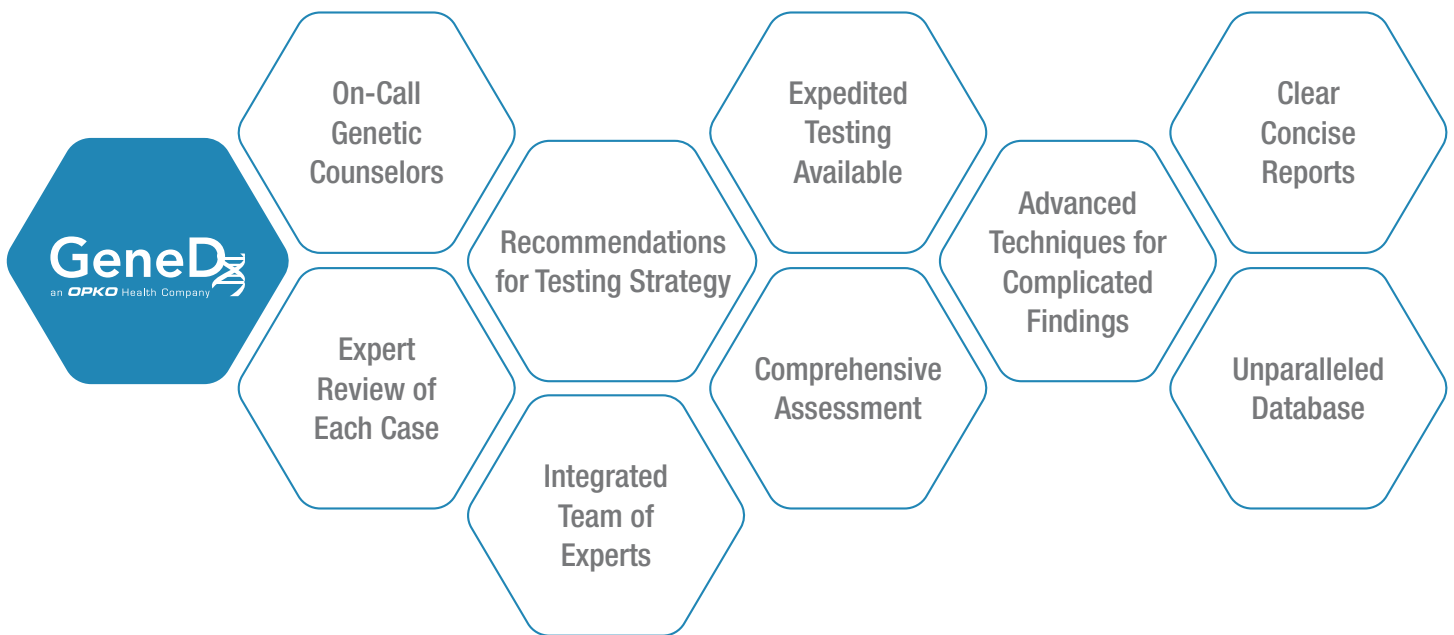 GeneDx
an OPKO Health Company
On-Call
Genetic
Counselors
Expert
Review of
Each Case
Recommendations
for Testing Strategy
Integrated
Team of
Experts
Expedited
Testing
Available
Comprehensive
Assessment
Advanced
Techniques for
Complicated
Findings
Clear
Concise
Reports
Unparalleled
Database